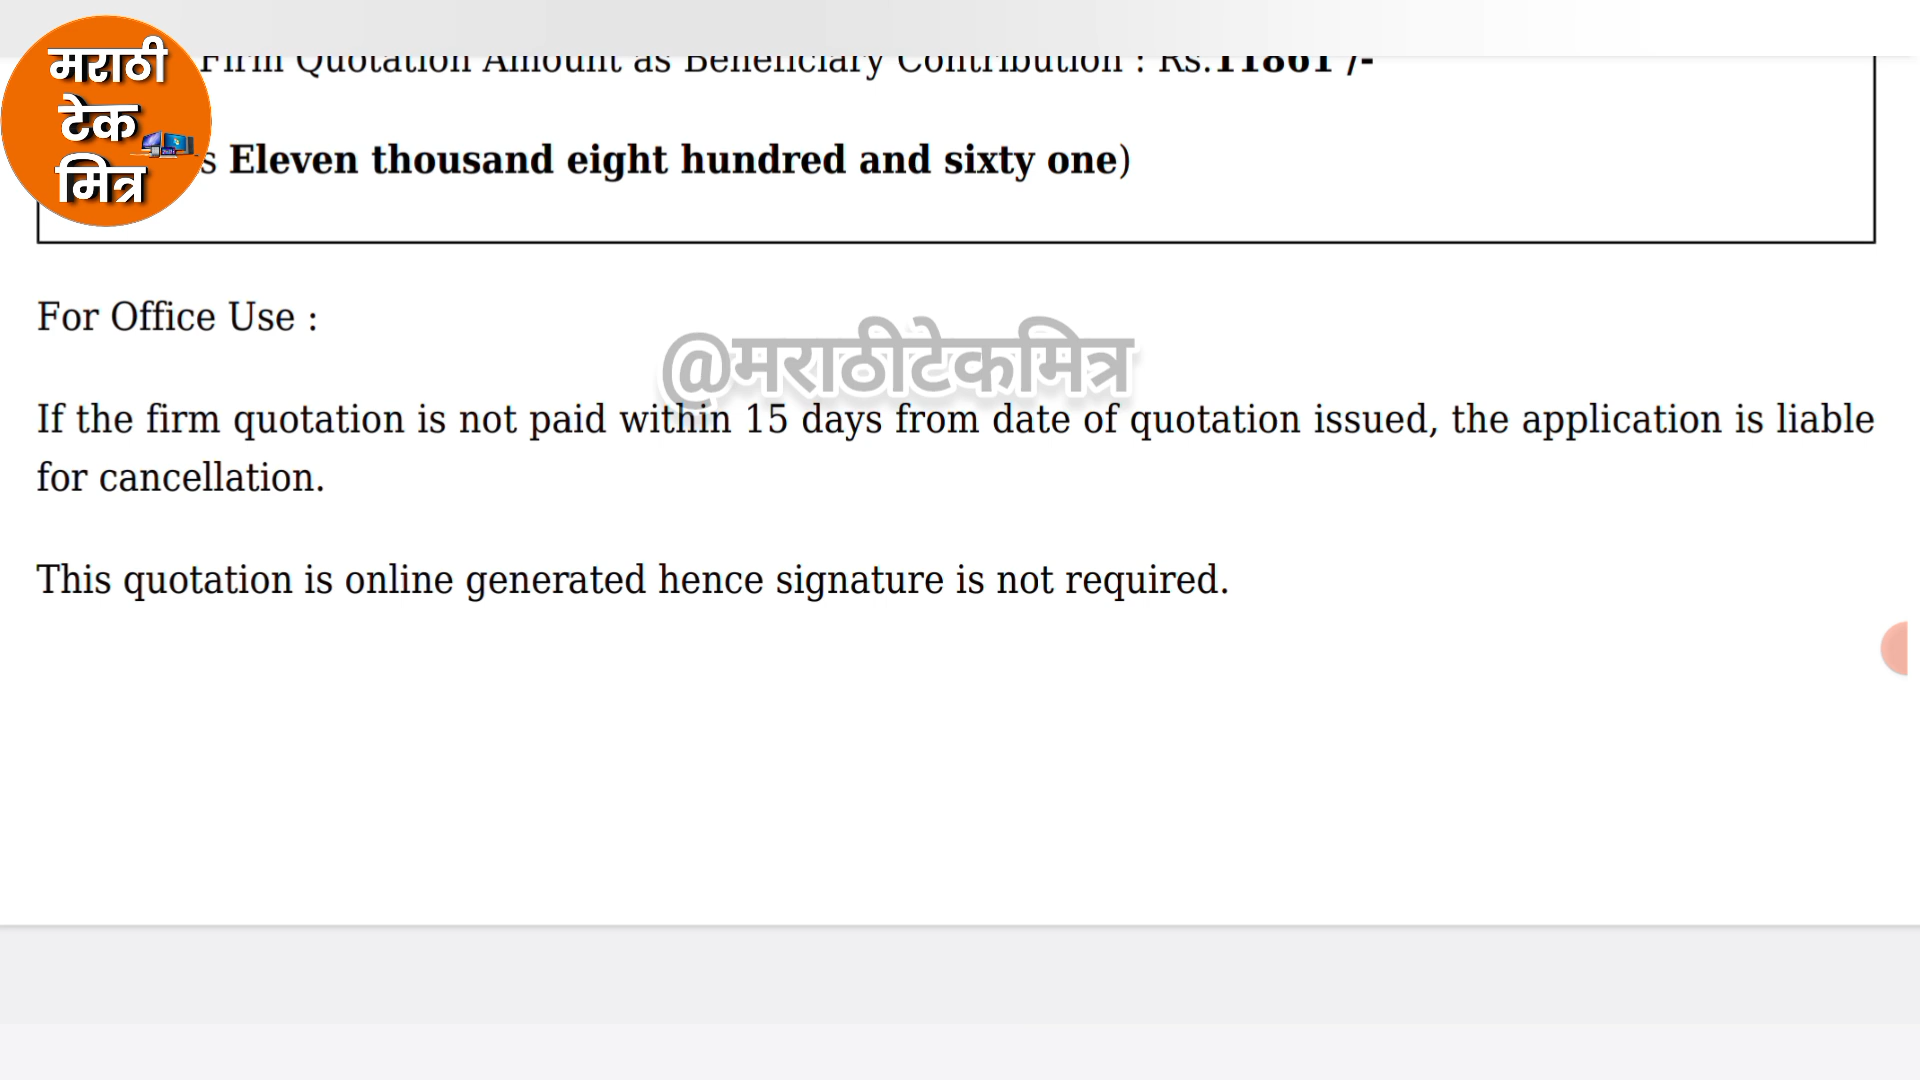 मराठी
टेक
मित्र
Firm Quotation Amount as Beneficiary Contribution : Rs.11861 /-
s Eleven thousand eight hundred and sixty one)
For Office Use :
@मराठीटेकमित्र
If the firm quotation is not paid within 15 days from date of quotation issued, the application is liable
for cancellation.
This quotation is online generated hence signature is not required.